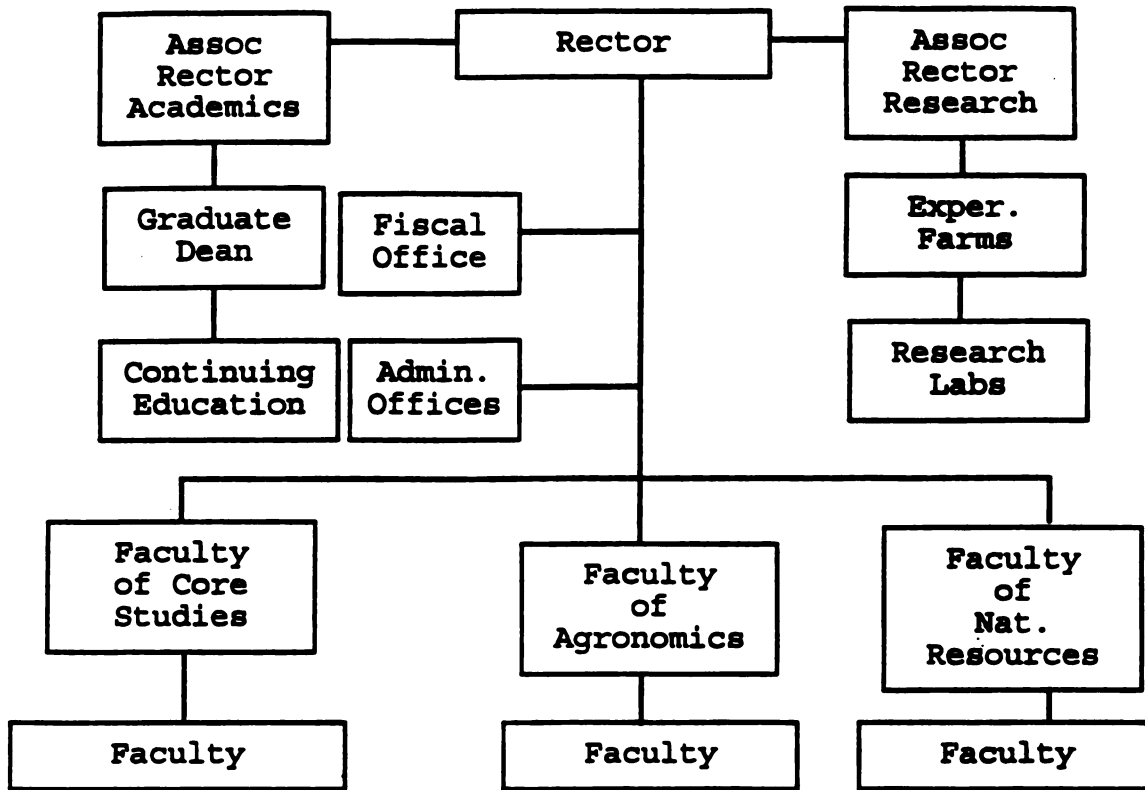 Assoc
Rector
Academics
Rector
Assoc
Rector
Research
Graduate
Dean
Fiscal
Office
Exper.
Farms
Continuing
Education
Admin.
Offices
Research
Labs
Faculty
of Core
Studies
Faculty
of
Agronomics
Faculty
of
Nat.
Resources
Faculty
Faculty
Faculty